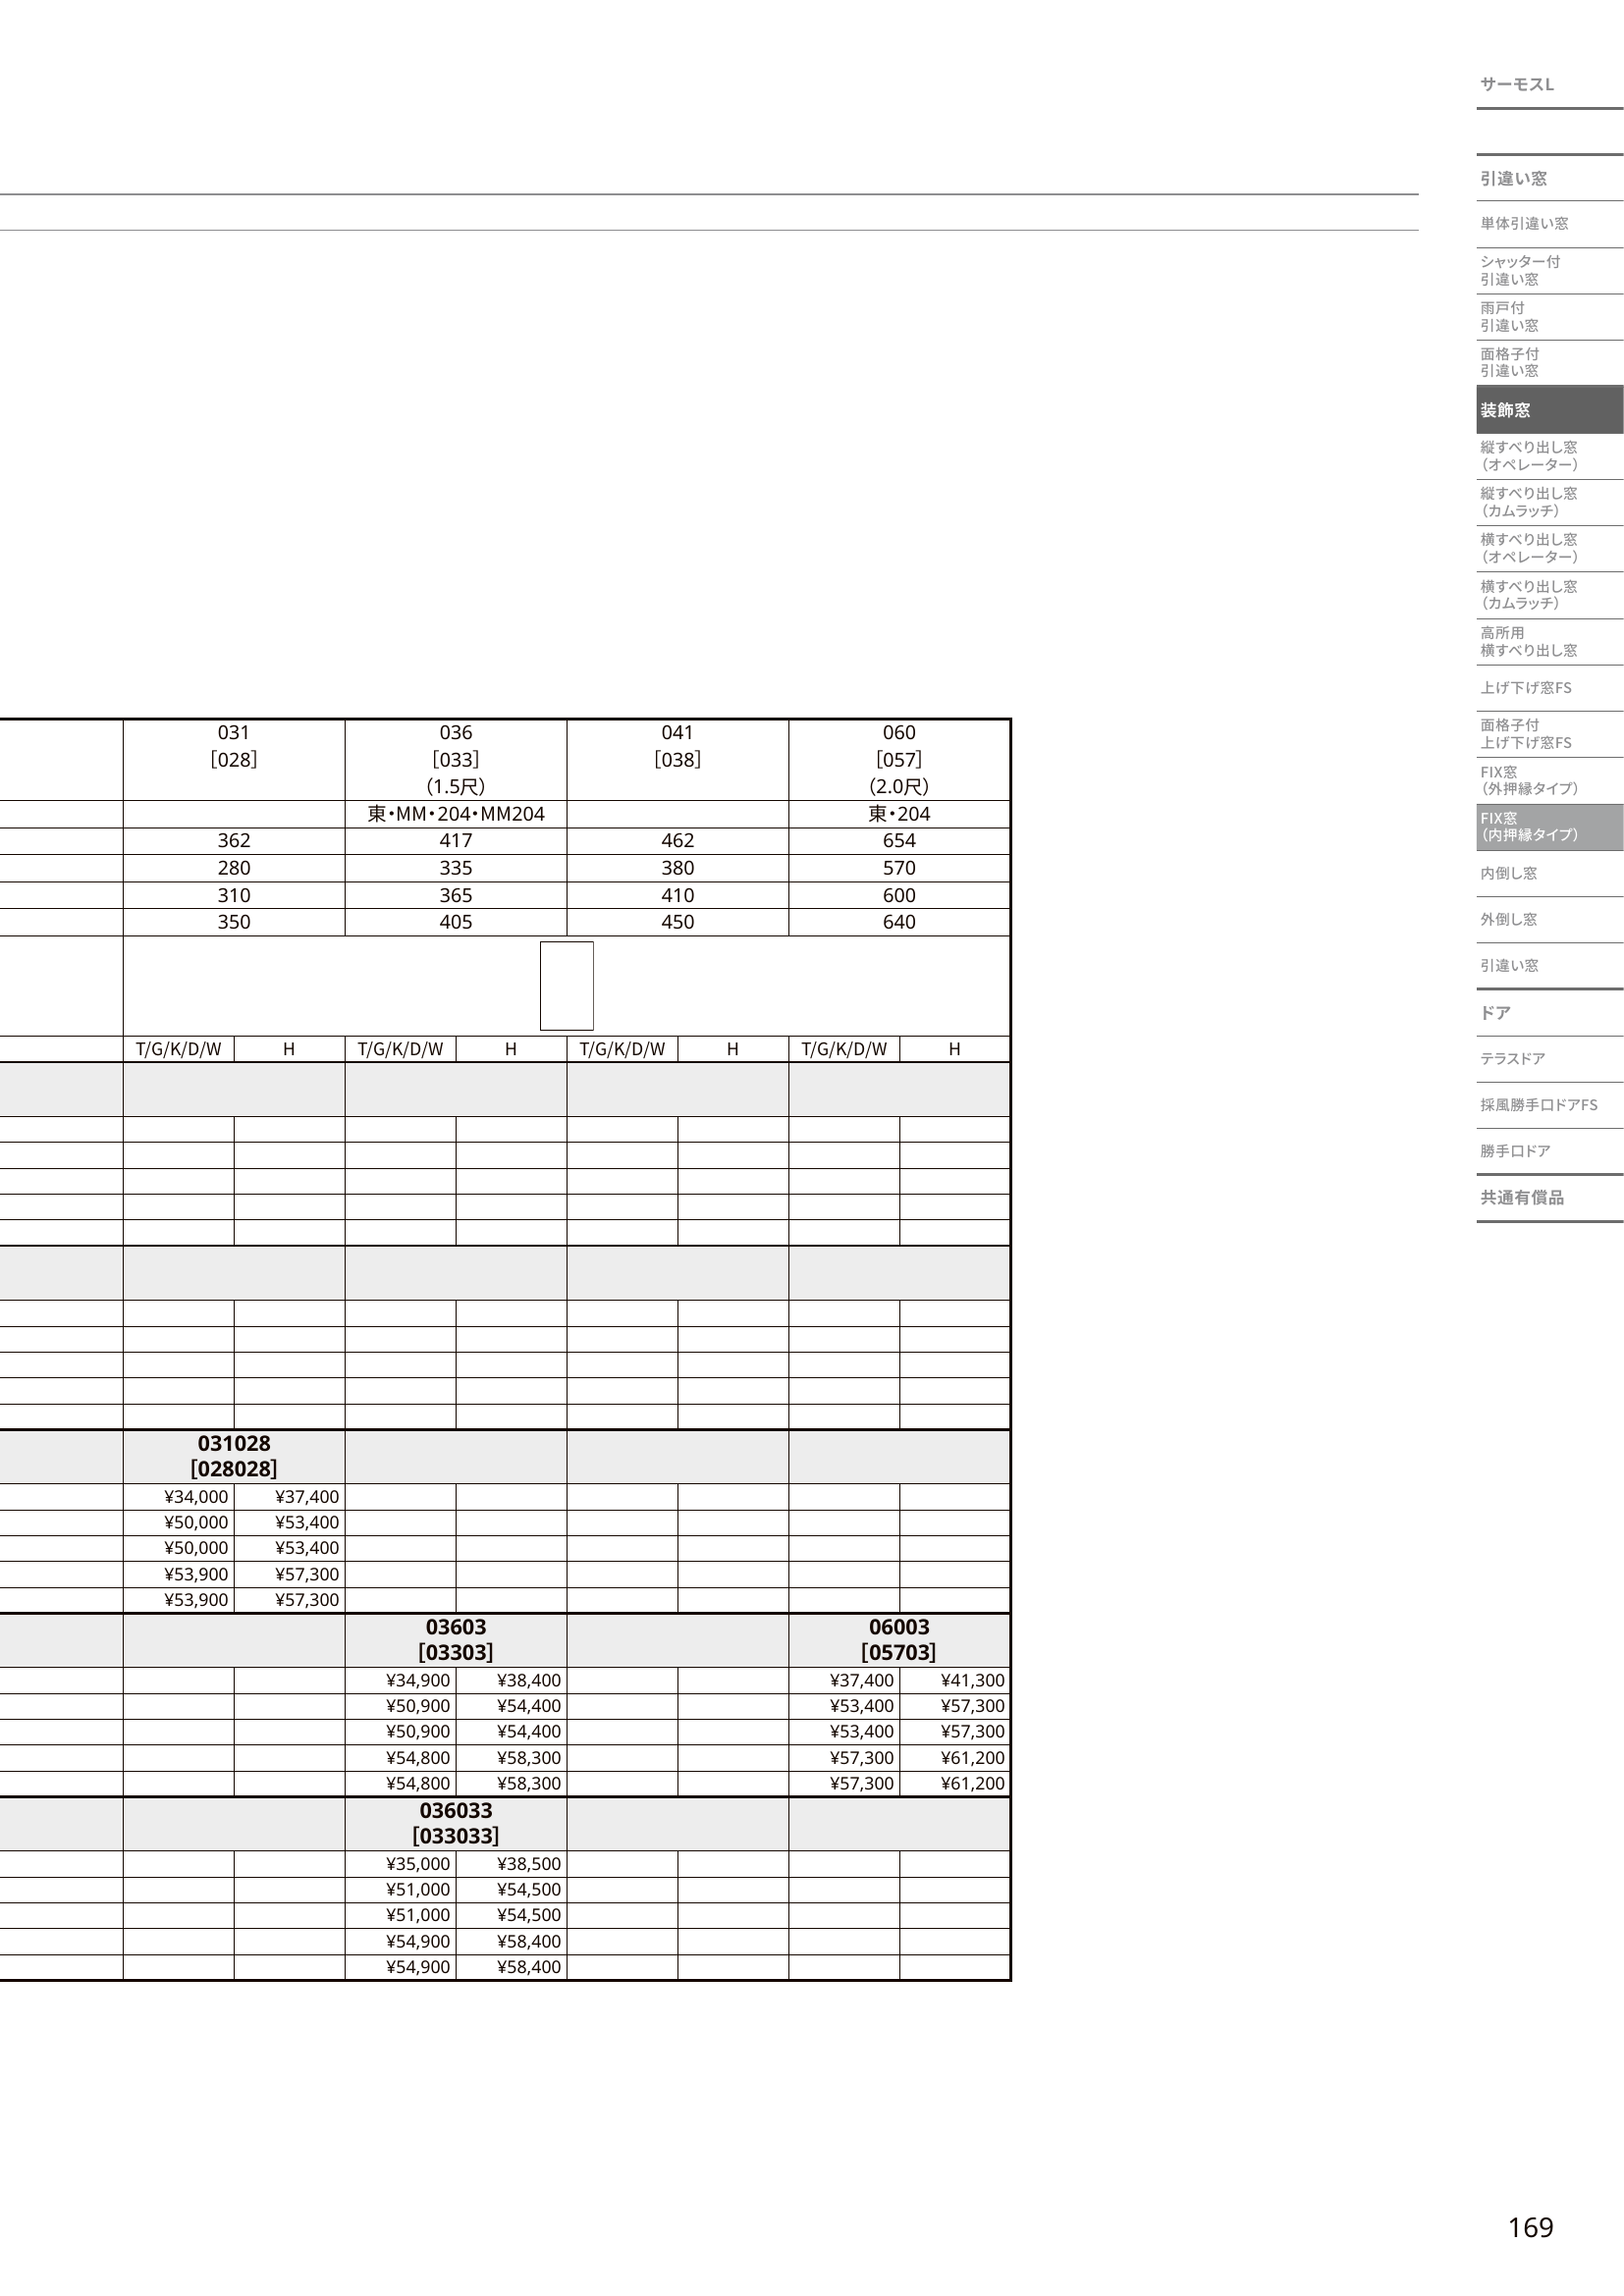 サーモスL
引違い窓
単体引違い窓
シャッター付
引違い窓
雨戸付
引違い窓
面格子付
引違い窓
装飾窓
縦すべり出し窓
（オペレーター）
縦すべり出し窓
（カムラッチ）
横すべり出し窓
（オペレーター）
横すべり出し窓
（カムラッチ）
高所用
横すべり出し窓
上げ下げ窓FS
面格子付
上げ下げ窓FS
FIX窓
（外押縁タイプ）
FIX窓
（内押縁タイプ）
内倒し窓
外倒し窓
引違い窓
ドア
テラスドア
採風勝手口ドアFS
勝手口ドア
共通有償品
031 036 041 060
［028］ ［033］ ［038］ ［057］
（1.5尺） （2.0尺）
東・MM・204・MM204 東・204
362 417 462 654
280 335 380 570
310 365 410 600
350 405 450 640
T/G/K/D/W H T/G/K/D/W H T/G/K/D/W H T/G/K/D/W H
031028
［028028］
¥34,000 ¥37,400
¥50,000 ¥53,400
¥50,000 ¥53,400
¥53,900 ¥57,300
¥53,900 ¥57,300
03603 06003
［03303］ ［05703］
¥34,900 ¥38,400 ¥37,400 ¥41,300
¥50,900 ¥54,400 ¥53,400 ¥57,300
¥50,900 ¥54,400 ¥53,400 ¥57,300
¥54,800 ¥58,300 ¥57,300 ¥61,200
¥54,800 ¥58,300 ¥57,300 ¥61,200
036033
［033033］
¥35,000 ¥38,500
¥51,000 ¥54,500
¥51,000 ¥54,500
¥54,900 ¥58,400
¥54,900 ¥58,400
169